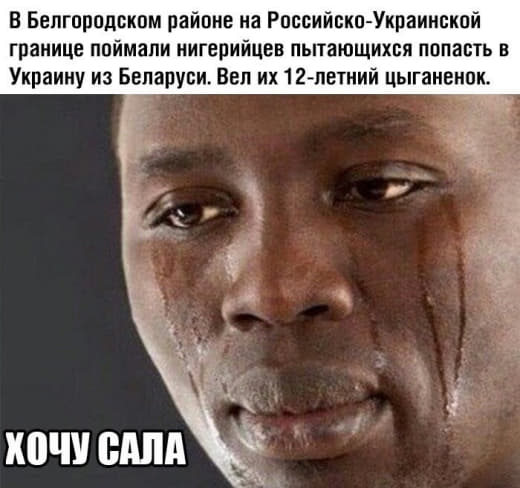 В Белгородском районе на Российско-Украинской
границе поймали нигерийцев пытающихся попасть в
Украину из Беларуси. Вел их 12-летний цыганенок.
ХОЧУ САЛА